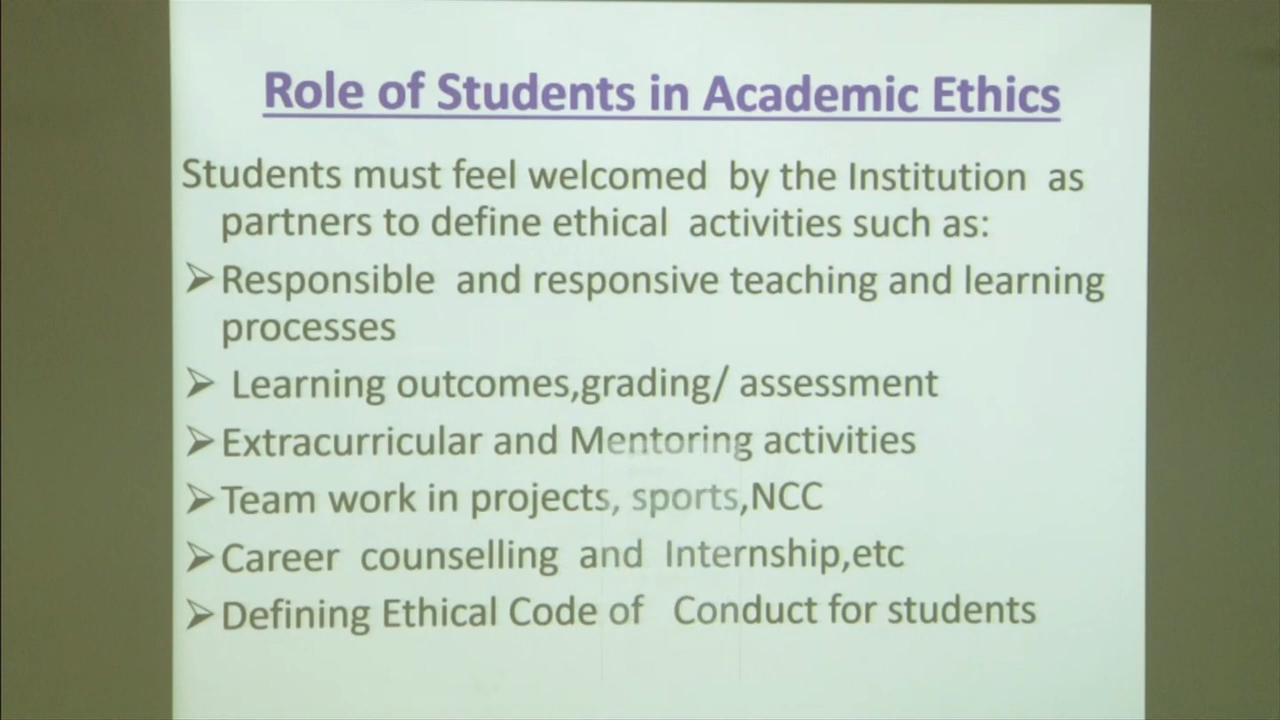 Role of Students in Academic Ethics
Students must feel welcomed by the Institution as
partners to define ethical activities such as:
➢Responsible and responsive teaching and learning
processes
➢ Learning outcomes,grading/ assessment
➢Extracurricular and Mentoring activities
➢Team work in projects, sports,NCC
➢Career counselling and Internship,etc
➢Defining Ethical Code of Conduct for students